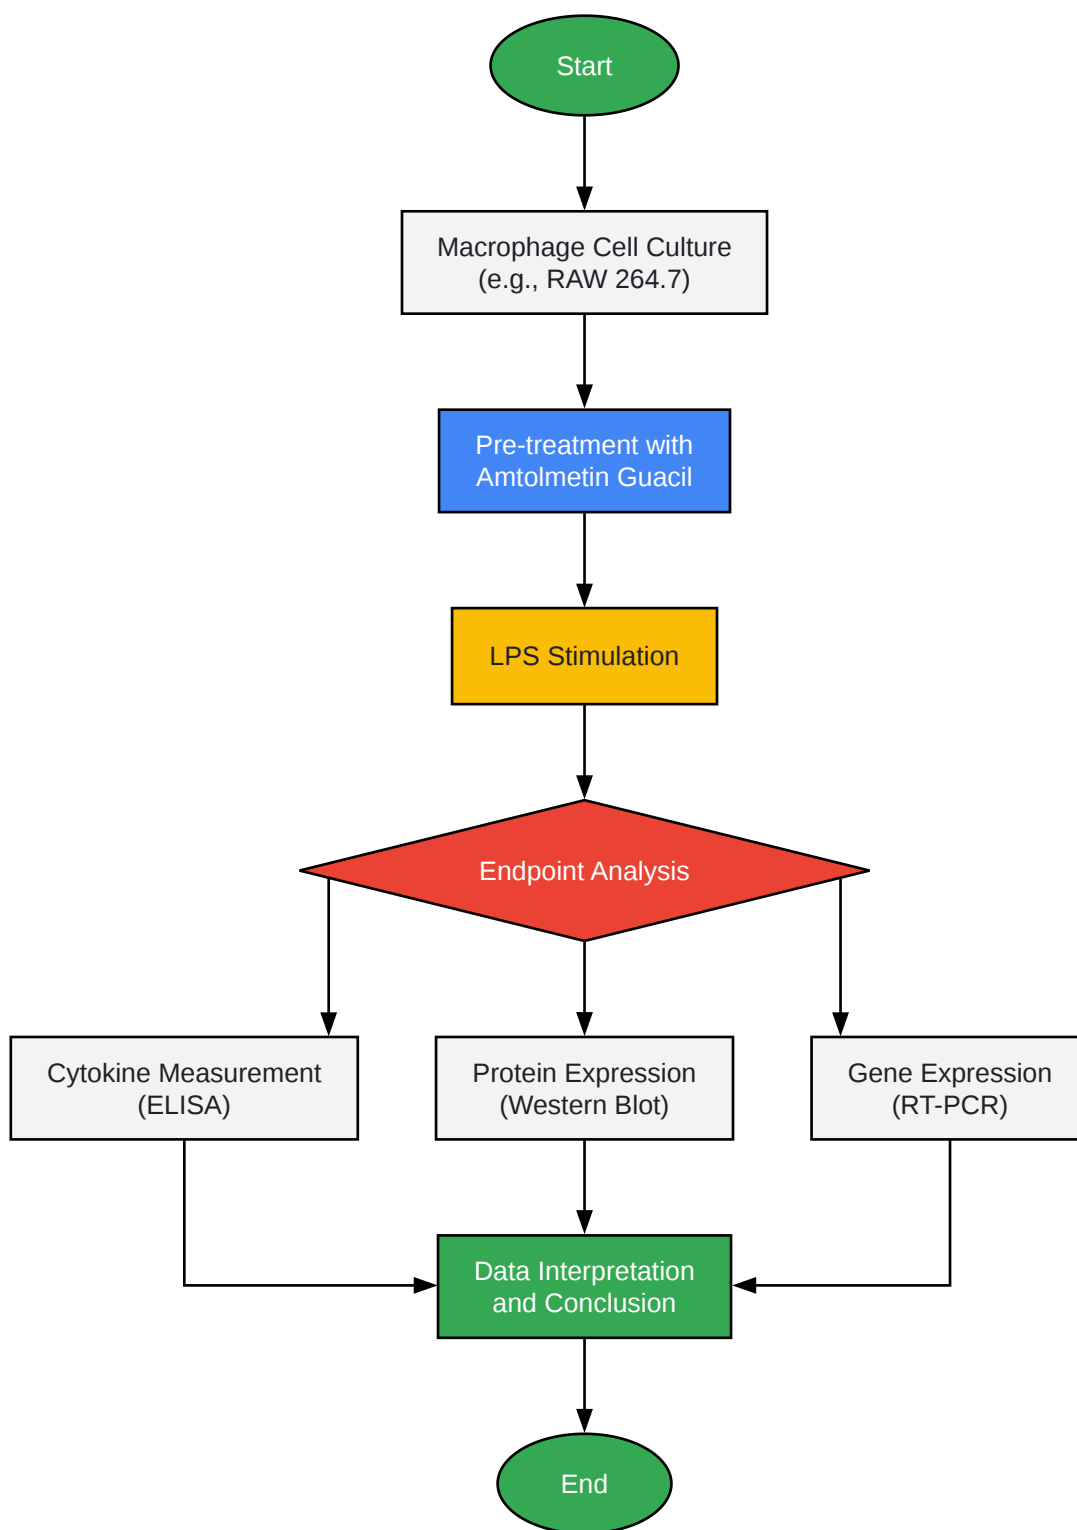 Start
Macrophage Cell Culture
(e.g., RAW 264.7)
Pre-treatment with
Amtolmetin Guacil
LPS Stimulation
Endpoint Analysis
Cytokine Measurement
(ELISA)
Protein Expression
(Western Blot)
Gene Expression
(RT-PCR)
Data Interpretation
and Conclusion
End